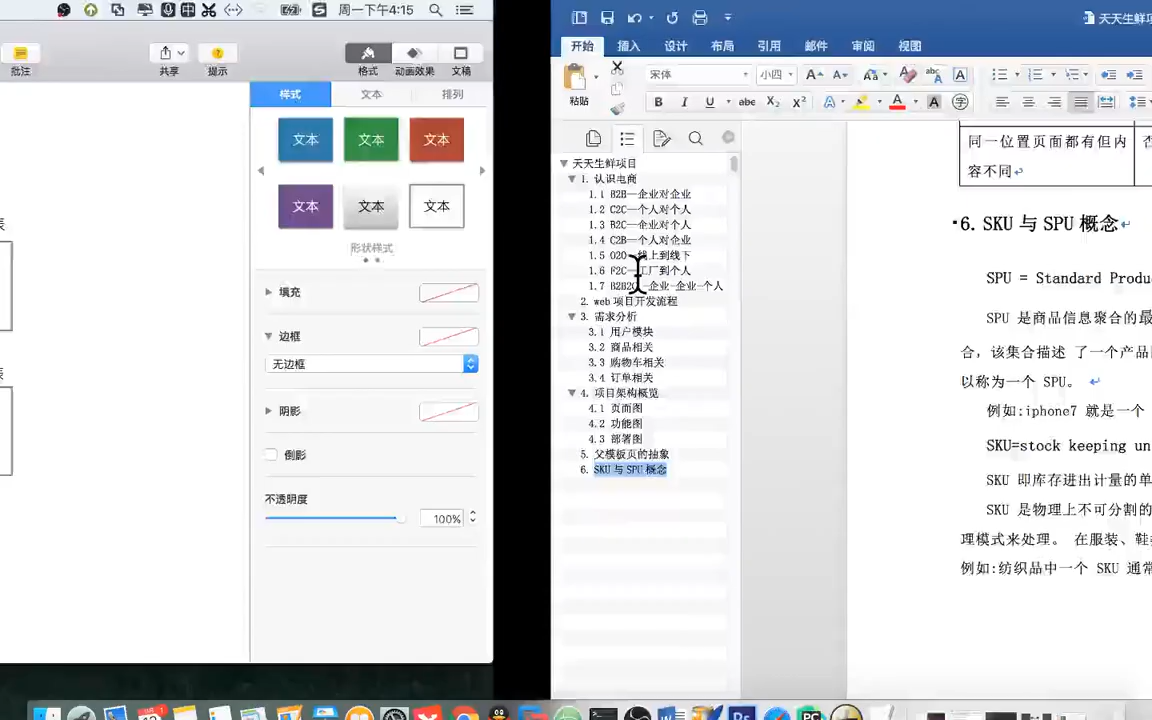 周一下午4:15
批注
共享
提示
格式
动画效果
文稿
样式
文本
排列
文本
文本
文本
文本
文本
文本
形状样式
填充
边框
无边框
阴影
倒影
不透明度
100%
表
表
天天生鲜项
开始
插入
设计
布局
引用
邮件
审阅
视图
粘贴
宋体
小四
天天生鲜项目
1. 认识电商
1.1 B2B—企业对企业
1.2 C2C—个人对个人
1.3 B2C—企业对个人
1.4 C2B—个人对企业
1.5 O2O—线上到线下
1.6 F2C—工厂到个人
1.7 B2B2C—企业-企业-个人
2. web 项目开发流程
3. 需求分析
3.1 用户模块
3.2 商品相关
3.3 购物车相关
3.4 订单相关
4. 项目架构概览
4.1 页面图
4.2 功能图
4.3 部署图
5. 父模板页的抽象
6. SKU 与 SPU 概念
同一位置页面都有但内
容不同
6. SKU 与 SPU 概念
SPU = Standard Produ
SPU 是商品信息聚合的最
合，该集合描述 了一个产品
以称为一个 SPU。
例如:iphone7 就是一个
SKU=stock keeping un
SKU 即库存进出计量的单
SKU 是物理上不可分割的
理模式来处理。 在服装、鞋
例如:纺织品中一个 SKU 通常